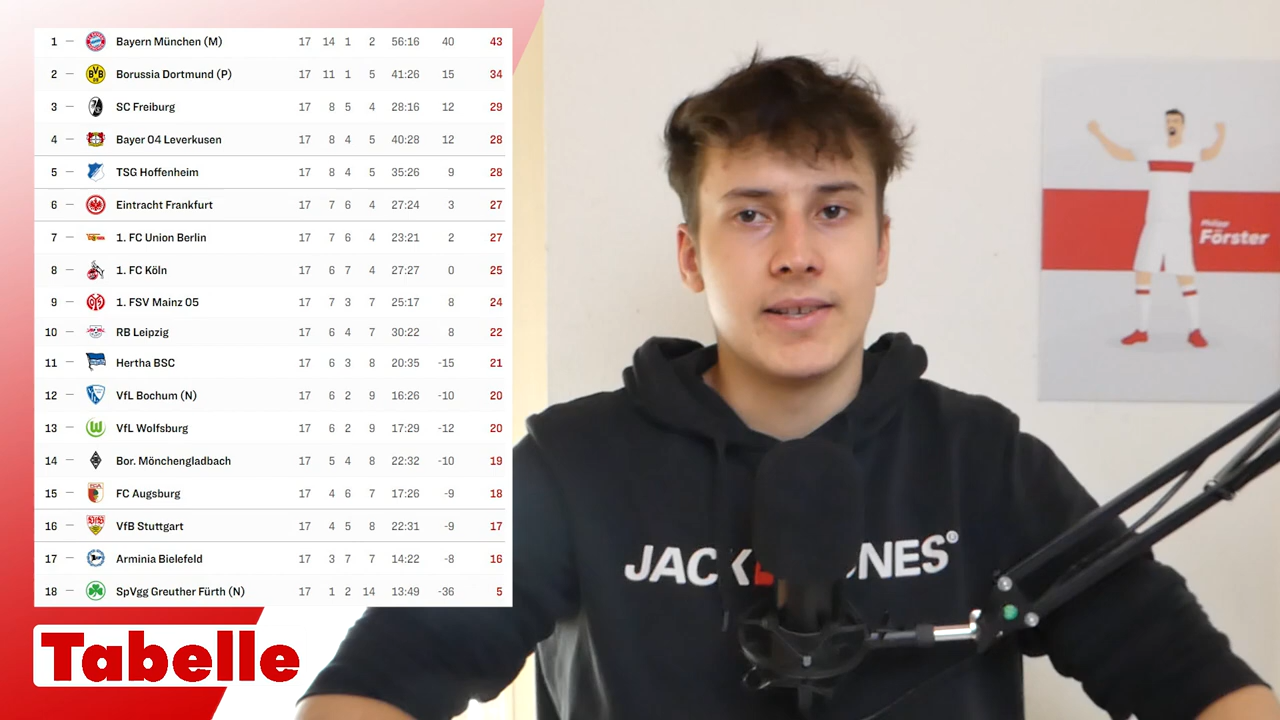 1 – Bayern München (M) 17 14 1 2 56:16 40 43
2 – Borussia Dortmund (P) 17 11 1 5 41:26 15 34
3 – SC Freiburg 17 8 5 4 28:16 12 29
4 – Bayer 04 Leverkusen 17 8 4 5 40:28 12 28
5 – TSG Hoffenheim 17 8 4 5 35:26 9 28
6 – Eintracht Frankfurt 17 7 6 4 27:24 3 27
7 – 1. FC Union Berlin 17 7 6 4 23:21 2 27
8 – 1. FC Köln 17 6 7 4 27:27 0 25
9 – 1. FSV Mainz 05 17 7 3 7 25:17 8 24
10 – RB Leipzig 17 6 4 7 30:22 8 22
11 – Hertha BSC 17 6 3 8 20:35 -15 21
12 – VfL Bochum (N) 17 6 2 9 16:26 -10 20
13 – VfL Wolfsburg 17 6 2 9 17:29 -12 20
14 – Bor. Mönchengladbach 17 5 4 8 22:32 -10 19
15 – FC Augsburg 17 4 6 7 17:26 -9 18
16 – VfB Stuttgart 17 4 5 8 22:31 -9 17
17 – Arminia Bielefeld 17 3 7 7 14:22 -8 16
18 – SpVgg Greuther Fürth (N) 17 1 2 14 13:49 -36 5
Tabelle
Philipp
Förster
JACK NES®